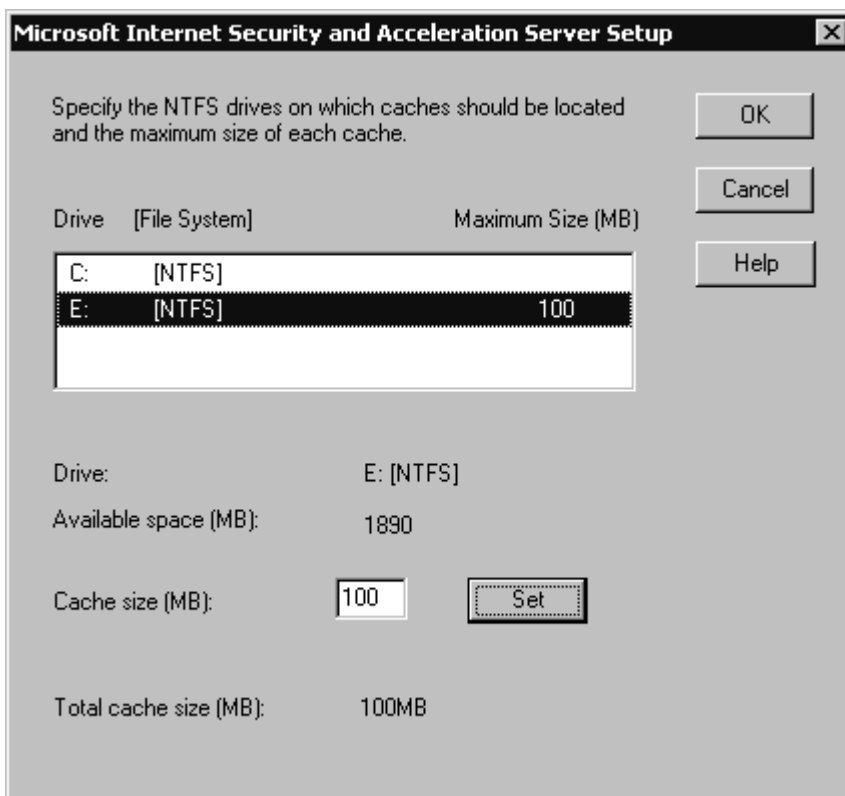 Microsoft Internet Security and Acceleration Server Setup
Specify the NTFS drives on which caches should be located
and the maximum size of each cache.
OK
Cancel
Help
Drive [File System] Maximum Size (MB)
C: [NTFS]
E: [NTFS] 100
Drive: E: [NTFS]
Available space (MB): 1890
Cache size (MB): 100 Set
Total cache size (MB): 100MB